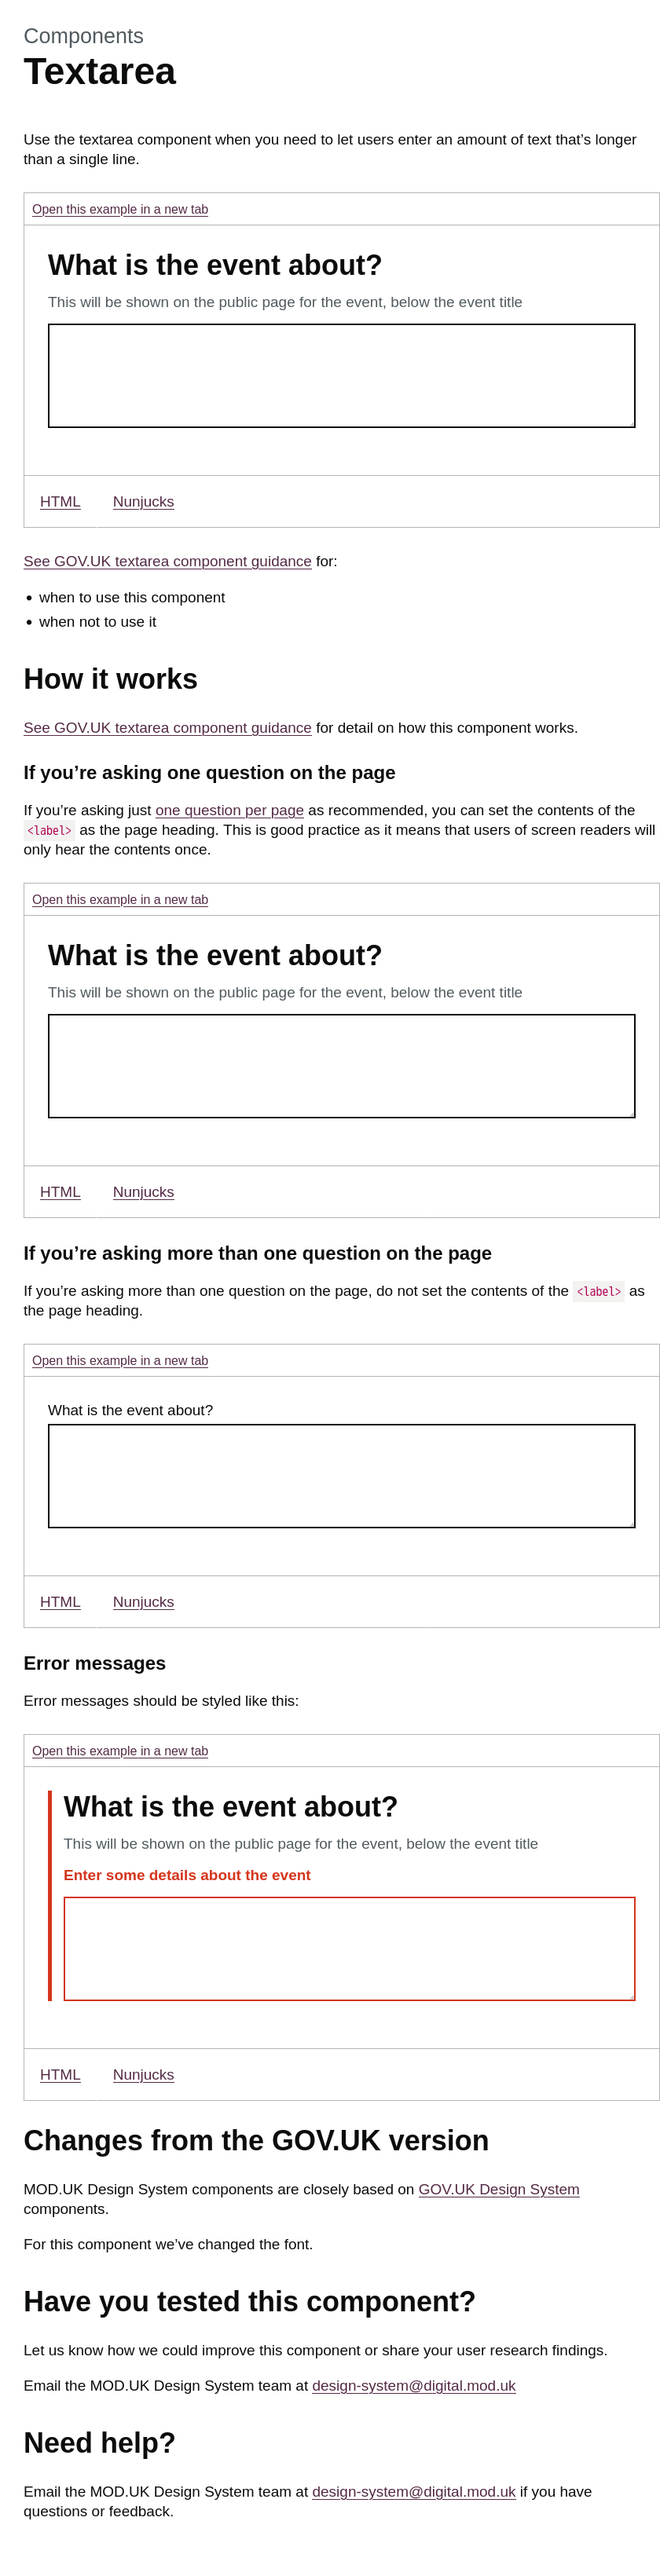 Components
Textarea
Use the textarea component when you need to let users enter an amount of text that’s longer
than a single line.
Open this example in a new tab
What is the event about?
This will be shown on the public page for the event, below the event title
HTML Nunjucks
See GOV.UK textarea component guidance for:
• when to use this component
• when not to use it
How it works
See GOV.UK textarea component guidance for detail on how this component works.
If you’re asking one question on the page
If you’re asking just one question per page as recommended, you can set the contents of the
<label> as the page heading. This is good practice as it means that users of screen readers will
only hear the contents once.
Open this example in a new tab
What is the event about?
This will be shown on the public page for the event, below the event title
HTML Nunjucks
If you’re asking more than one question on the page
If you’re asking more than one question on the page, do not set the contents of the <label> as
the page heading.
Open this example in a new tab
What is the event about?
HTML Nunjucks
Error messages
Error messages should be styled like this:
Open this example in a new tab
What is the event about?
This will be shown on the public page for the event, below the event title
Enter some details about the event
HTML Nunjucks
Changes from the GOV.UK version
MOD.UK Design System components are closely based on GOV.UK Design System
components.
For this component we’ve changed the font.
Have you tested this component?
Let us know how we could improve this component or share your user research findings.
Email the MOD.UK Design System team at design-system@digital.mod.uk
Need help?
Email the MOD.UK Design System team at design-system@digital.mod.uk if you have
questions or feedback.